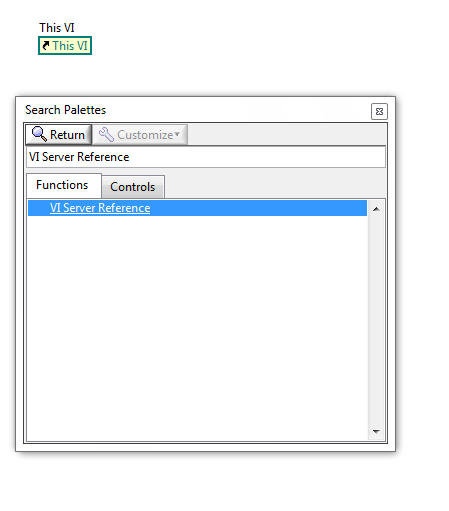 This VI
This VI
Search Palettes
Return Customize
VI Server Reference
Functions Controls
VI Server Reference